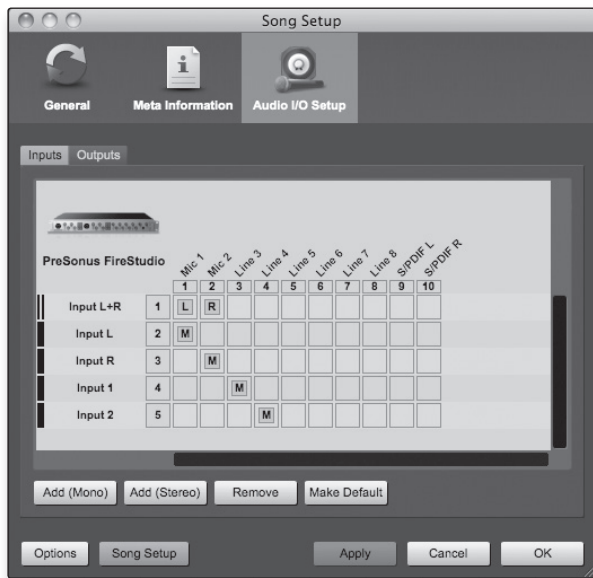 Song Setup
General Meta Information Audio I/O Setup
Inputs Outputs
PreSonus FireStudio
Mic 1 Mic 2 Line 3 Line 4 Line 5 Line 6 Line 7 Line 8 S/PDIF L S/PDIF R
1 2 3 4 5 6 7 8 9 10
Input L+R 1 L R
Input L 2 M
Input R 3 M
Input 1 4 M
Input 2 5 M
Add (Mono) Add (Stereo) Remove Make Default
Options Song Setup Apply Cancel OK